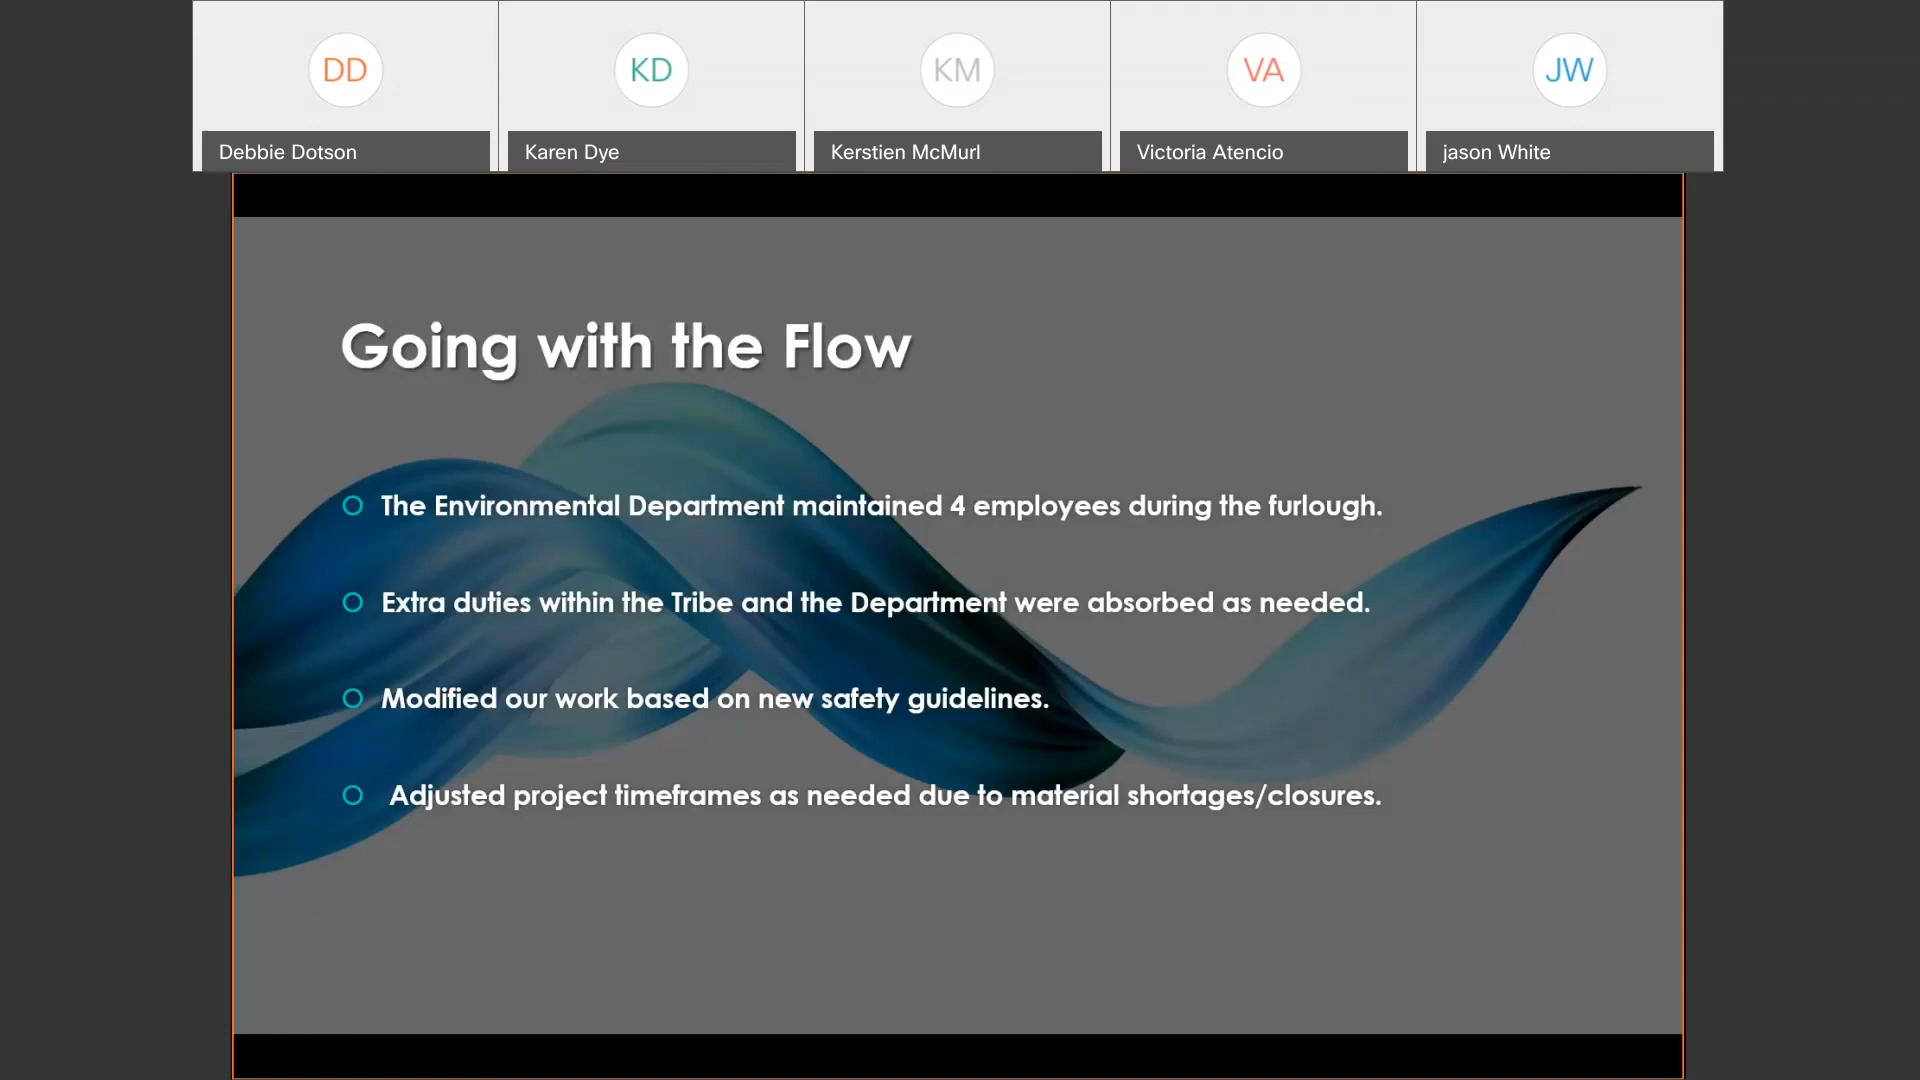 DD
KD
KM
VA
JW
Debbie Dotson
Karen Dye
Kerstien McMurl
Victoria Atencio
jason White
Going with the Flow
The Environmental Department maintained 4 employees during the furlough.
Extra duties within the Tribe and the Department were absorbed as needed.
Modified our work based on new safety guidelines.
Adjusted project timeframes as needed due to material shortages/closures.